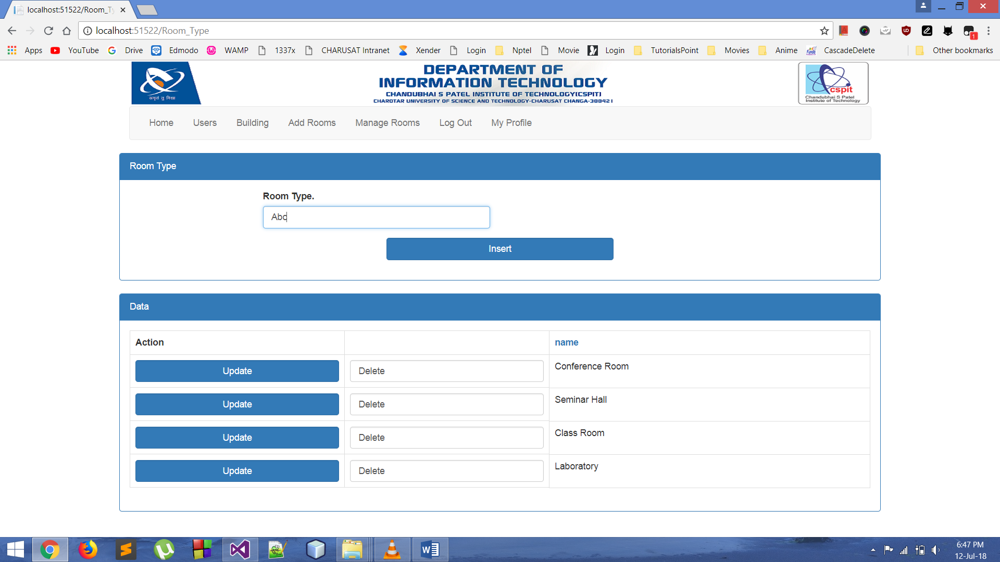 localhost:51522/Room_Ty
localhost:51522/Room_Type
Apps YouTube Drive Edmodo WAMP 1337x CHARUSAT Intranet Xender Login Nptel Movie Login TutorialsPoint Movies Anime CascadeDelete Other bookmarks
1
अमृतं तु विद्या
DEPARTMENT OF
INFORMATION TECHNOLOGY
CHANDUBHAI S PATEL INSTITUTE OF TECHNOLOGY(CSPIT)
CHAROTAR UNIVERSITY OF SCIENCE AND TECHNOLOGY-CHARUSAT CHANGA-388421
cspit
Chandubhai S Patel
Institute of Technology
Home Users Building Add Rooms Manage Rooms Log Out My Profile
Room Type
Room Type.
Abc
Insert
Data
Action name
Update Delete Conference Room
Update Delete Seminar Hall
Update Delete Class Room
Update Delete Laboratory
6:47 PM
12-Jul-18